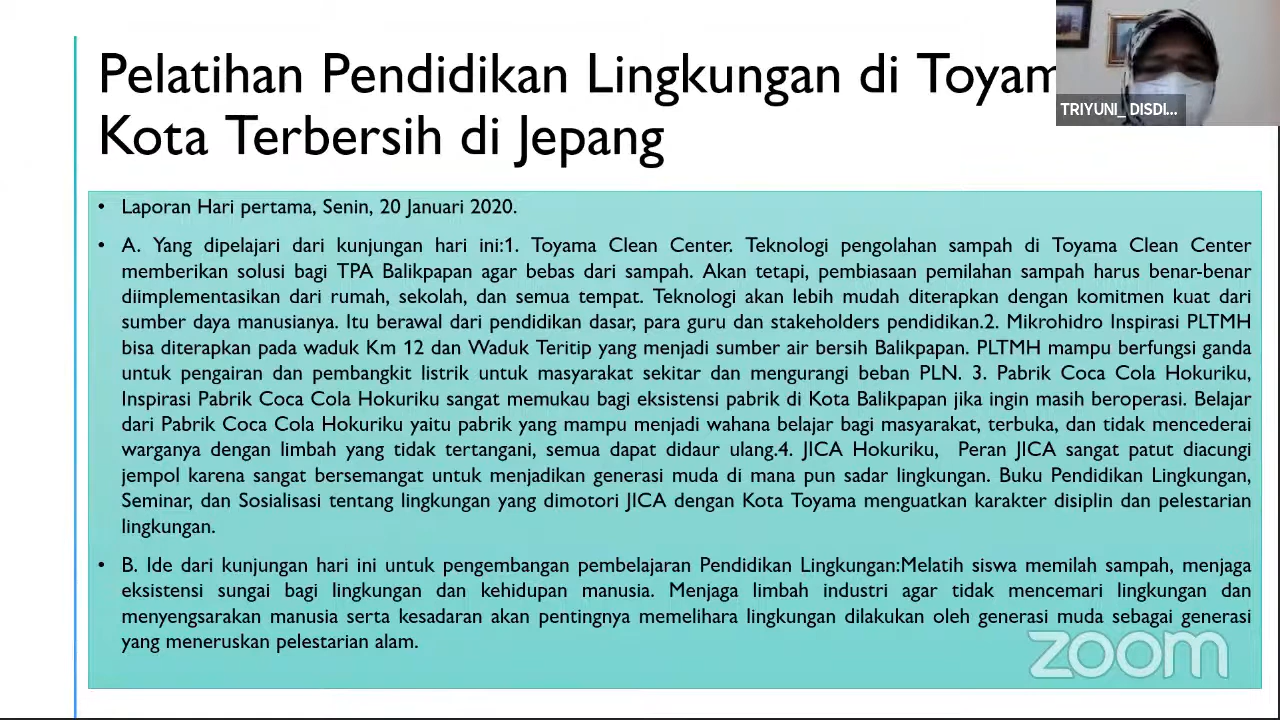 Pelatihan Pendidikan Lingkungan di Toyam
Kota Terbersih di Jepang
TRIYUNI_ DISDI...
• Laporan Hari pertama, Senin, 20 Januari 2020.
• A. Yang dipelajari dari kunjungan hari ini:1. Toyama Clean Center. Teknologi pengolahan sampah di Toyama Clean Center
memberikan solusi bagi TPA Balikpapan agar bebas dari sampah. Akan tetapi, pembiasaan pemilahan sampah harus benar-benar
diimplementasikan dari rumah, sekolah, dan semua tempat. Teknologi akan lebih mudah diterapkan dengan komitmen kuat dari
sumber daya manusianya. Itu berawal dari pendidikan dasar, para guru dan stakeholders pendidikan.2. Mikrohidro Inspirasi PLTMH
bisa diterapkan pada waduk Km 12 dan Waduk Teritip yang menjadi sumber air bersih Balikpapan. PLTMH mampu berfungsi ganda
untuk pengairan dan pembangkit listrik untuk masyarakat sekitar dan mengurangi beban PLN. 3. Pabrik Coca Cola Hokuriku,
Inspirasi Pabrik Coca Cola Hokuriku sangat memukau bagi eksistensi pabrik di Kota Balikpapan jika ingin masih beroperasi. Belajar
dari Pabrik Coca Cola Hokuriku yaitu pabrik yang mampu menjadi wahana belajar bagi masyarakat, terbuka, dan tidak mencederai
warganya dengan limbah yang tidak tertangani, semua dapat didaur ulang.4. JICA Hokuriku, Peran JICA sangat patut diacungi
jempol karena sangat bersemangat untuk menjadikan generasi muda di mana pun sadar lingkungan. Buku Pendidikan Lingkungan,
Seminar, dan Sosialisasi tentang lingkungan yang dimotori JICA dengan Kota Toyama menguatkan karakter disiplin dan pelestarian
lingkungan.
• B. Ide dari kunjungan hari ini untuk pengembangan pembelajaran Pendidikan Lingkungan:Melatih siswa memilah sampah, menjaga
eksistensi sungai bagi lingkungan dan kehidupan manusia. Menjaga limbah industri agar tidak mencemari lingkungan dan
menyengsarakan manusia serta kesadaran akan pentingnya memelihara lingkungan dilakukan oleh generasi muda sebagai generasi
yang meneruskan pelestarian alam.
zoom